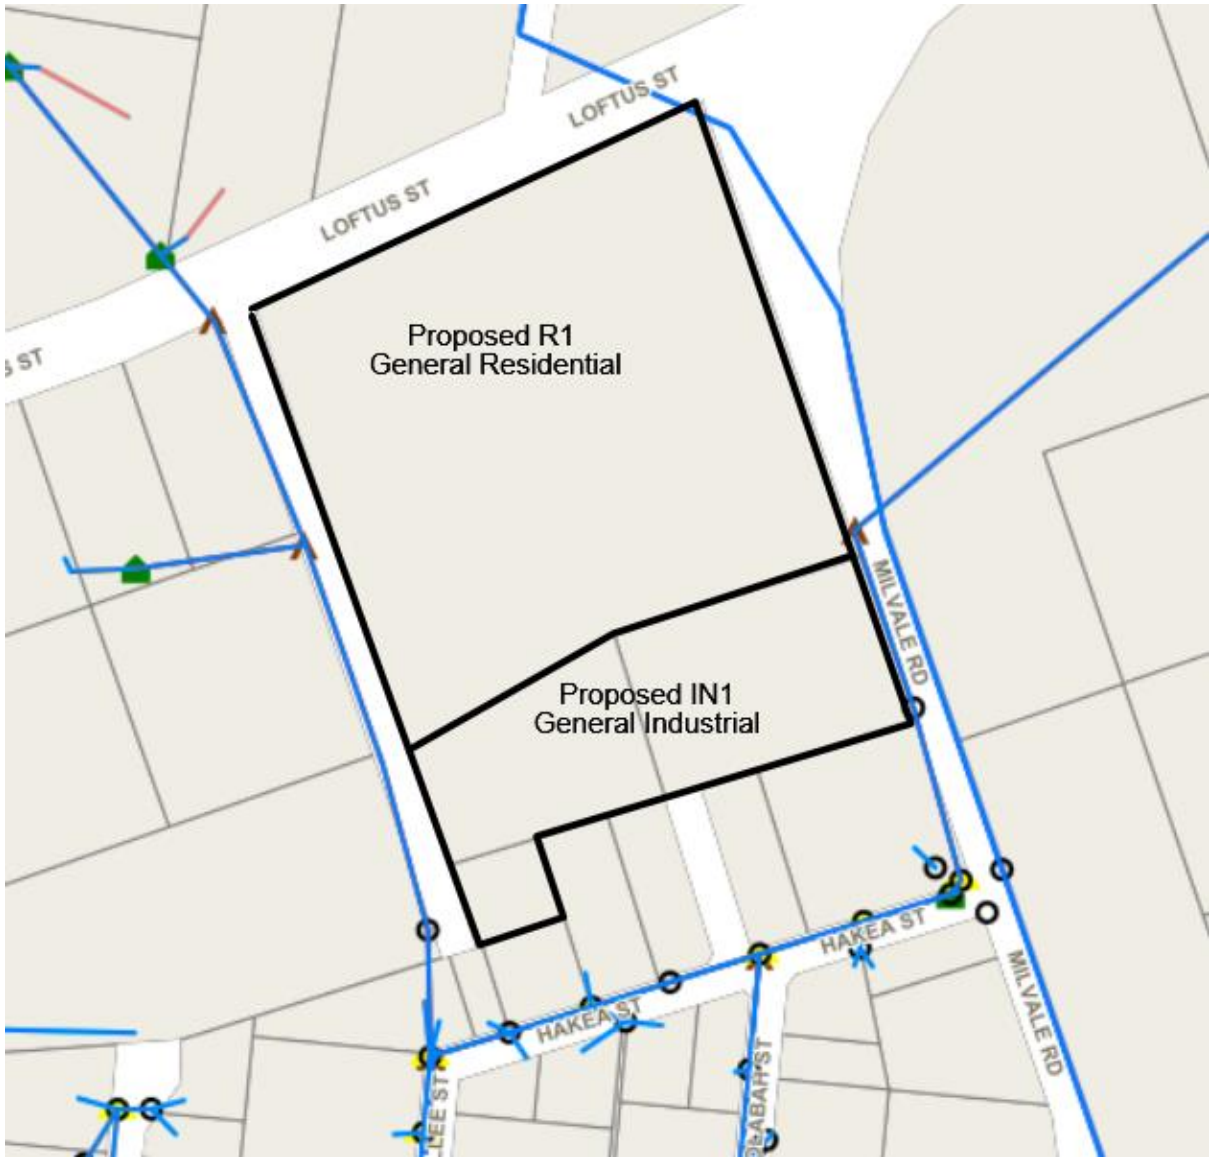 LOFTUS ST
LOFTUS ST
S ST
Proposed R1
General Residential
MILVALE RD
Proposed IN1
General Industrial
HAKEA ST
HAKEA ST
MILVALE RD
LEE ST
LABAH ST